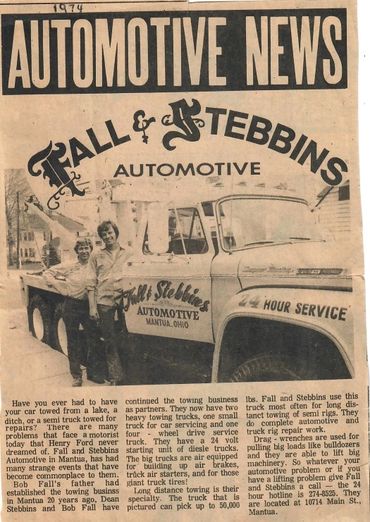 1974
AUTOMOTIVE NEWS
Fall & Stebbins
AUTOMOTIVE
Fall & Stebbins
AUTOMOTIVE
MANTUA, OHIO
24 HOUR SERVICE
Have you ever had to have
your car towed from a lake, a
ditch, or a semi truck towed for
repairs? There are many
problems that face a motorist
today that Henry Ford never
dreamed of. Fall and Stebbins
Automotive in Mantua, has had
many strange events that have
become commonplace to them.
Bob Fall's father had
established the towing business
in Mantua 20 years ago, Dean
Stebbins and Bob Fall have
continued the towing business
as partners. They now have two
heavy towing trucks, one small
truck for car servicing and one
four - wheel drive service
truck. They have a 24 volt
starting unit of diesle trucks.
The big trucks are all equipped
for building up air brakes,
truck air starters, and for those
giant truck tires!
Long distance towing is their
specialty. The truck that is
pictured can pick up to 56,000
lbs. Fall and Stebbins use this
truck most often for long dis-
tanct towing of semi rigs. They
do complete automotive and
truck rig repair work.
Drag - wrenches are used for
pulling big loads like bulldozers
and they are able to lift big
machinery. So whatever your
automotive problem or if you
have a lifting problem give Fall
and Stebbins a call — the 24
hour hotline is 274-8525. They
are located at 10714 Main St.,
Mantua.